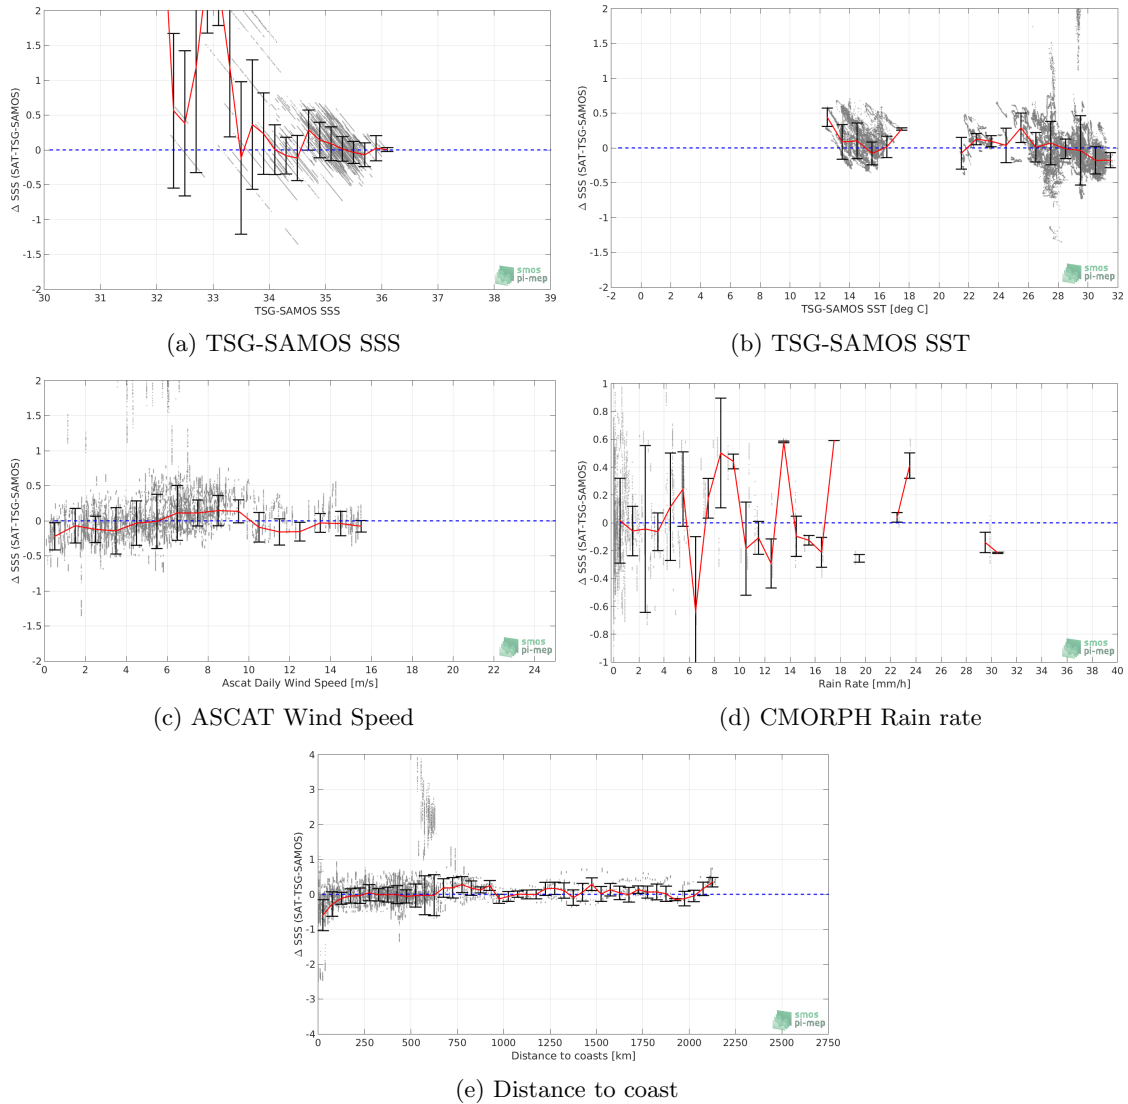 2
1.5
1
0.5
0
-0.5
-1
-1.5
-2
Δ SSS (SAT-TSG-SAMOS)
30 31 32 33 34 35 36 37 38 39
TSG-SAMOS SSS
smos
pi-mep
(a) TSG-SAMOS SSS
2
1.5
1
0.5
0
-0.5
-1
-1.5
-2
Δ SSS (SAT-TSG-SAMOS)
-2 0 2 4 6 8 10 12 14 16 18 20 22 24 26 28 30 32
TSG-SAMOS SST [deg C]
smos
pi-mep
(b) TSG-SAMOS SST
2
1.5
1
0.5
0
-0.5
-1
-1.5
-2
Δ SSS (SAT-TSG-SAMOS)
0 2 4 6 8 10 12 14 16 18 20 22 24
Ascat Daily Wind Speed [m/s]
smos
pi-mep
(c) ASCAT Wind Speed
1
0.8
0.6
0.4
0.2
0
-0.2
-0.4
-0.6
-0.8
-1
Δ SSS (SAT-TSG-SAMOS)
0 2 4 6 8 10 12 14 16 18 20 22 24 26 28 30 32 34 36 38 40
Rain Rate [mm/h]
smos
pi-mep
(d) CMORPH Rain rate
4
3
2
1
0
-1
-2
-3
-4
Δ SSS (SAT-TSG-SAMOS)
0 250 500 750 1000 1250 1500 1750 2000 2250 2500 2750
Distance to coasts [km]
smos
pi-mep
(e) Distance to coast